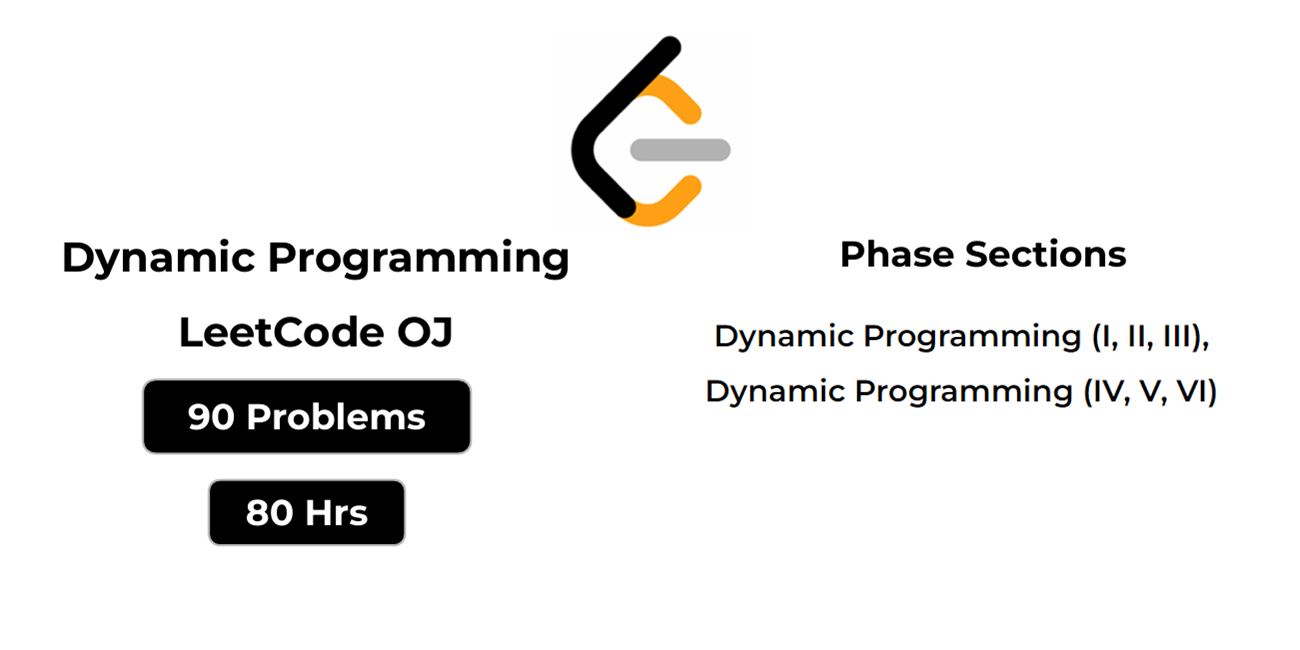 Dynamic Programming
LeetCode OJ
90 Problems
80 Hrs
Phase Sections
Dynamic Programming (I, II, III),
Dynamic Programming (IV, V, VI)